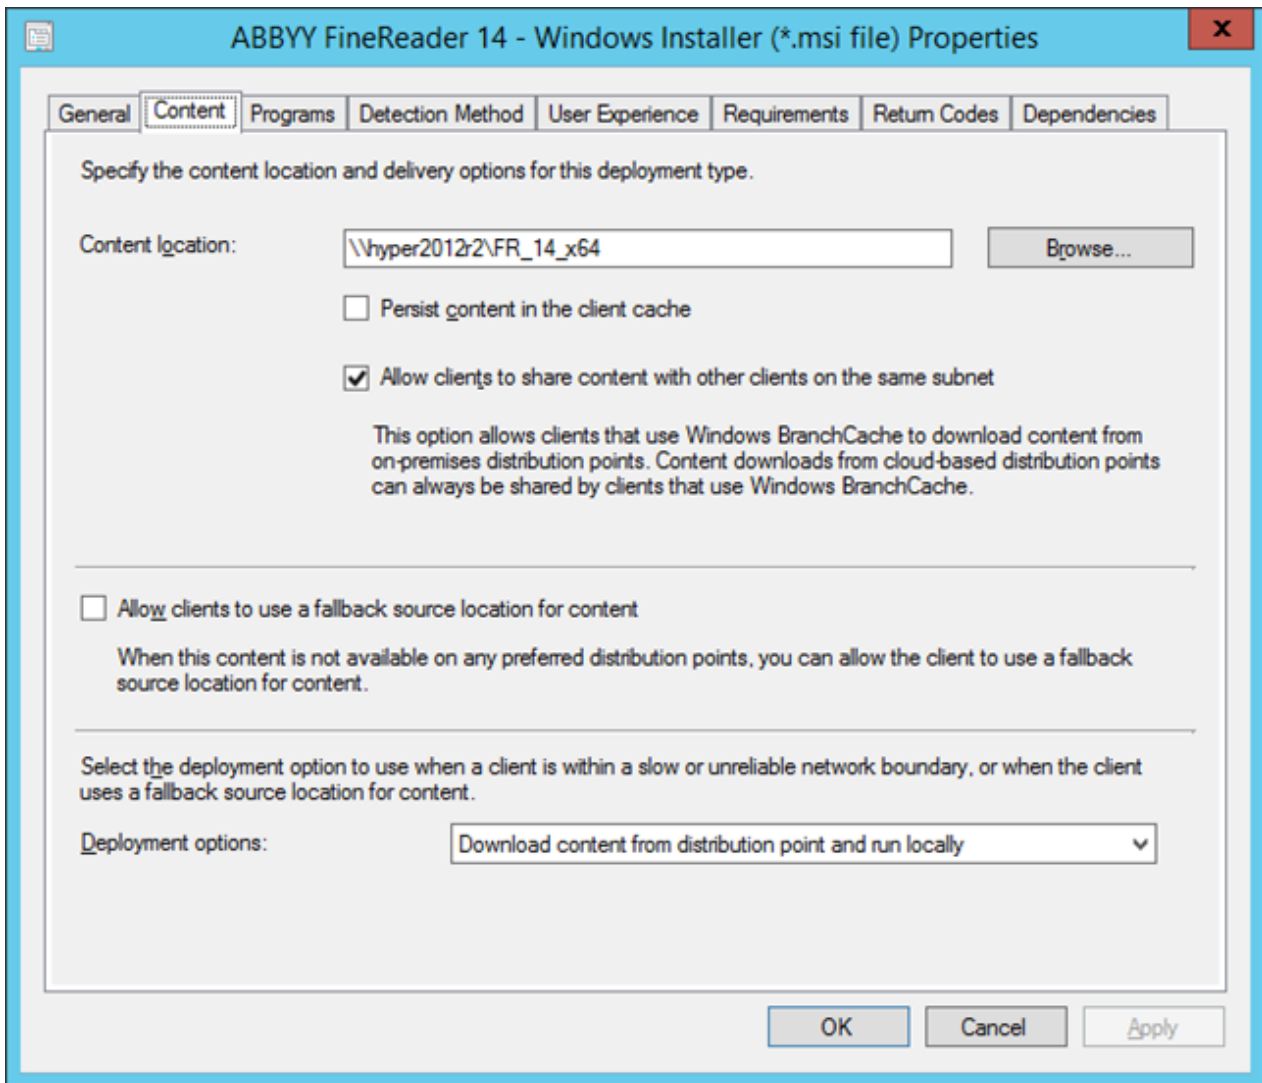 ABBYY FineReader 14 - Windows Installer (*.msi file) Properties
x
General Content Programs Detection Method User Experience Requirements Return Codes Dependencies
Specify the content location and delivery options for this deployment type.
Content location: \\hyper2012r2\FR_14_x64 Browse...
Persist content in the client cache
Allow clients to share content with other clients on the same subnet
This option allows clients that use Windows BranchCache to download content from
on-premises distribution points. Content downloads from cloud-based distribution points
can always be shared by clients that use Windows BranchCache.
Allow clients to use a fallback source location for content
When this content is not available on any preferred distribution points, you can allow the client to use a fallback
source location for content.
Select the deployment option to use when a client is within a slow or unreliable network boundary, or when the client
uses a fallback source location for content.
Deployment options: Download content from distribution point and run locally
OK Cancel Apply